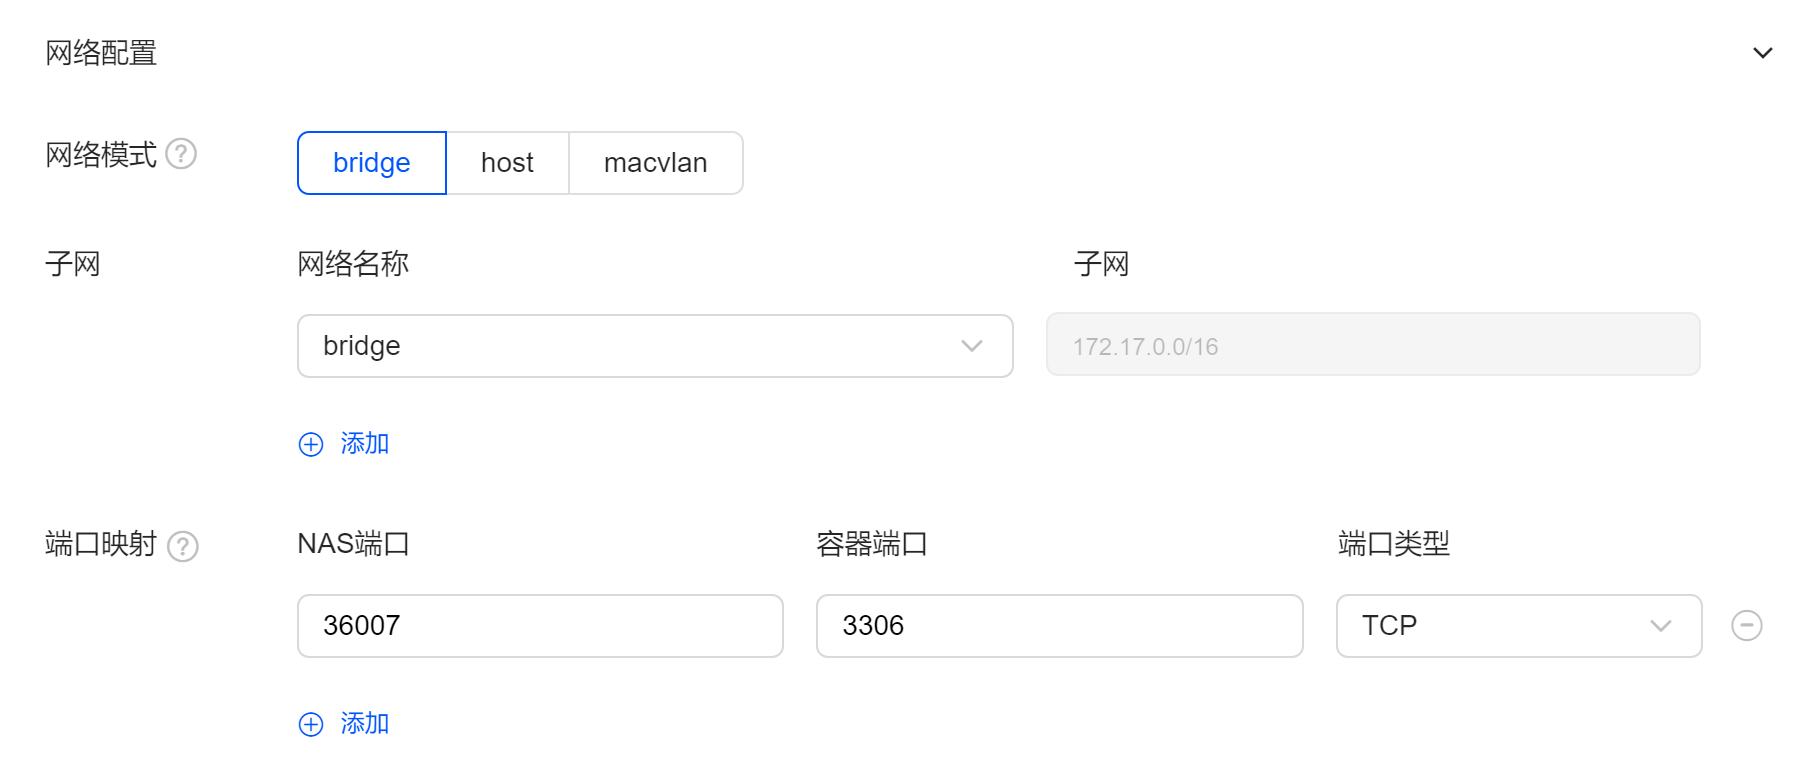 网络配置
网络模式 ? bridge host macvlan
子网 网络名称 子网
bridge 172.17.0.0/16
添加
端口映射 ? NAS端口 容器端口 端口类型
36007 3306 TCP
添加